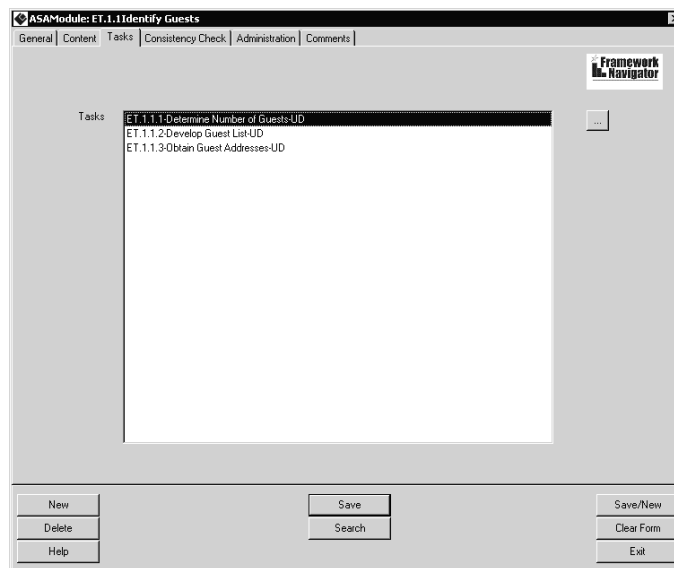 ASAModule: ET.1.1Identify Guests
General Content Tasks Consistency Check Administration Comments
Framework
Navigator
Tasks
ET.1.1.1-Determine Number of Guests-UD
...
ET.1.1.2-Develop Guest List-UD
ET.1.1.3-Obtain Guest Addresses-UD
New Save Save/New
Delete Search Clear Form
Help Exit